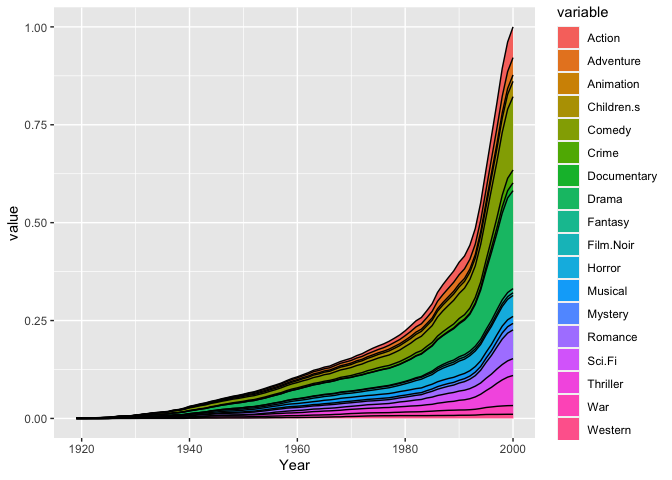 variable
1.00
Action
Adventure
Animation
Children.s
0.75
Comedy
Crime
Documentary
Drama
value
0.50
Fantasy
Film.Noir
Horror
Musical
0.25
Mystery
Romance
Sci.Fi
Thriller
War
0.00
Western
1920
1940
1960
1980
2000
Year